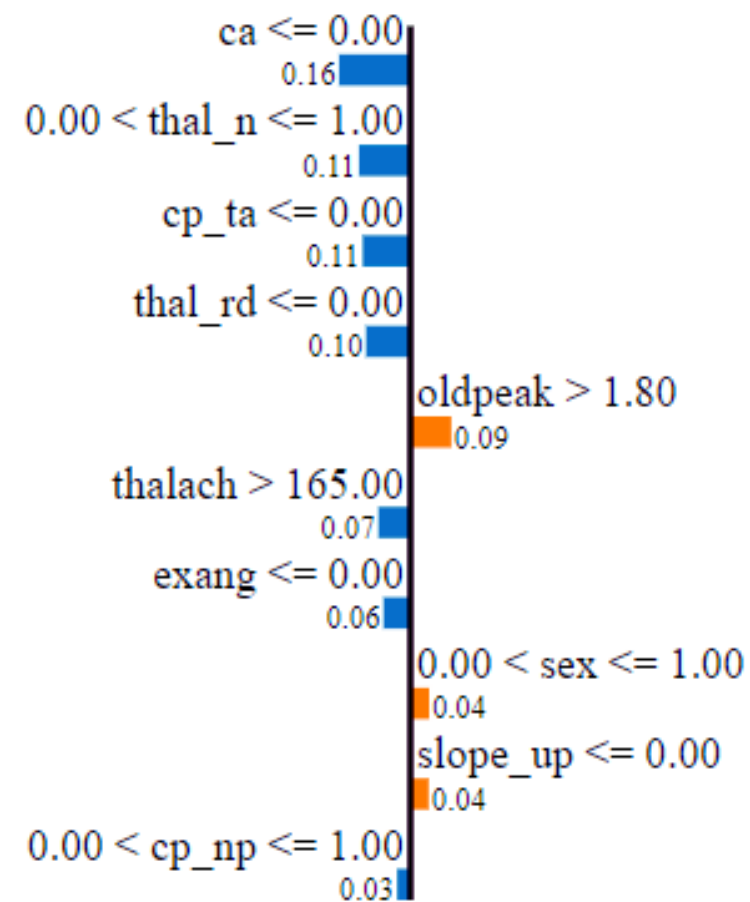 ca <= 0.00
0.16
0.00 < thal_n <= 1.00
0.11
cp_ta <= 0.00
0.11
thal_rd <= 0.00
0.10
oldpeak > 1.80
0.09
thalach > 165.00
0.07
exang <= 0.00
0.06
0.00 < sex <= 1.00
0.04
slope_up <= 0.00
0.04
0.00 < cp_np <= 1.00
0.03